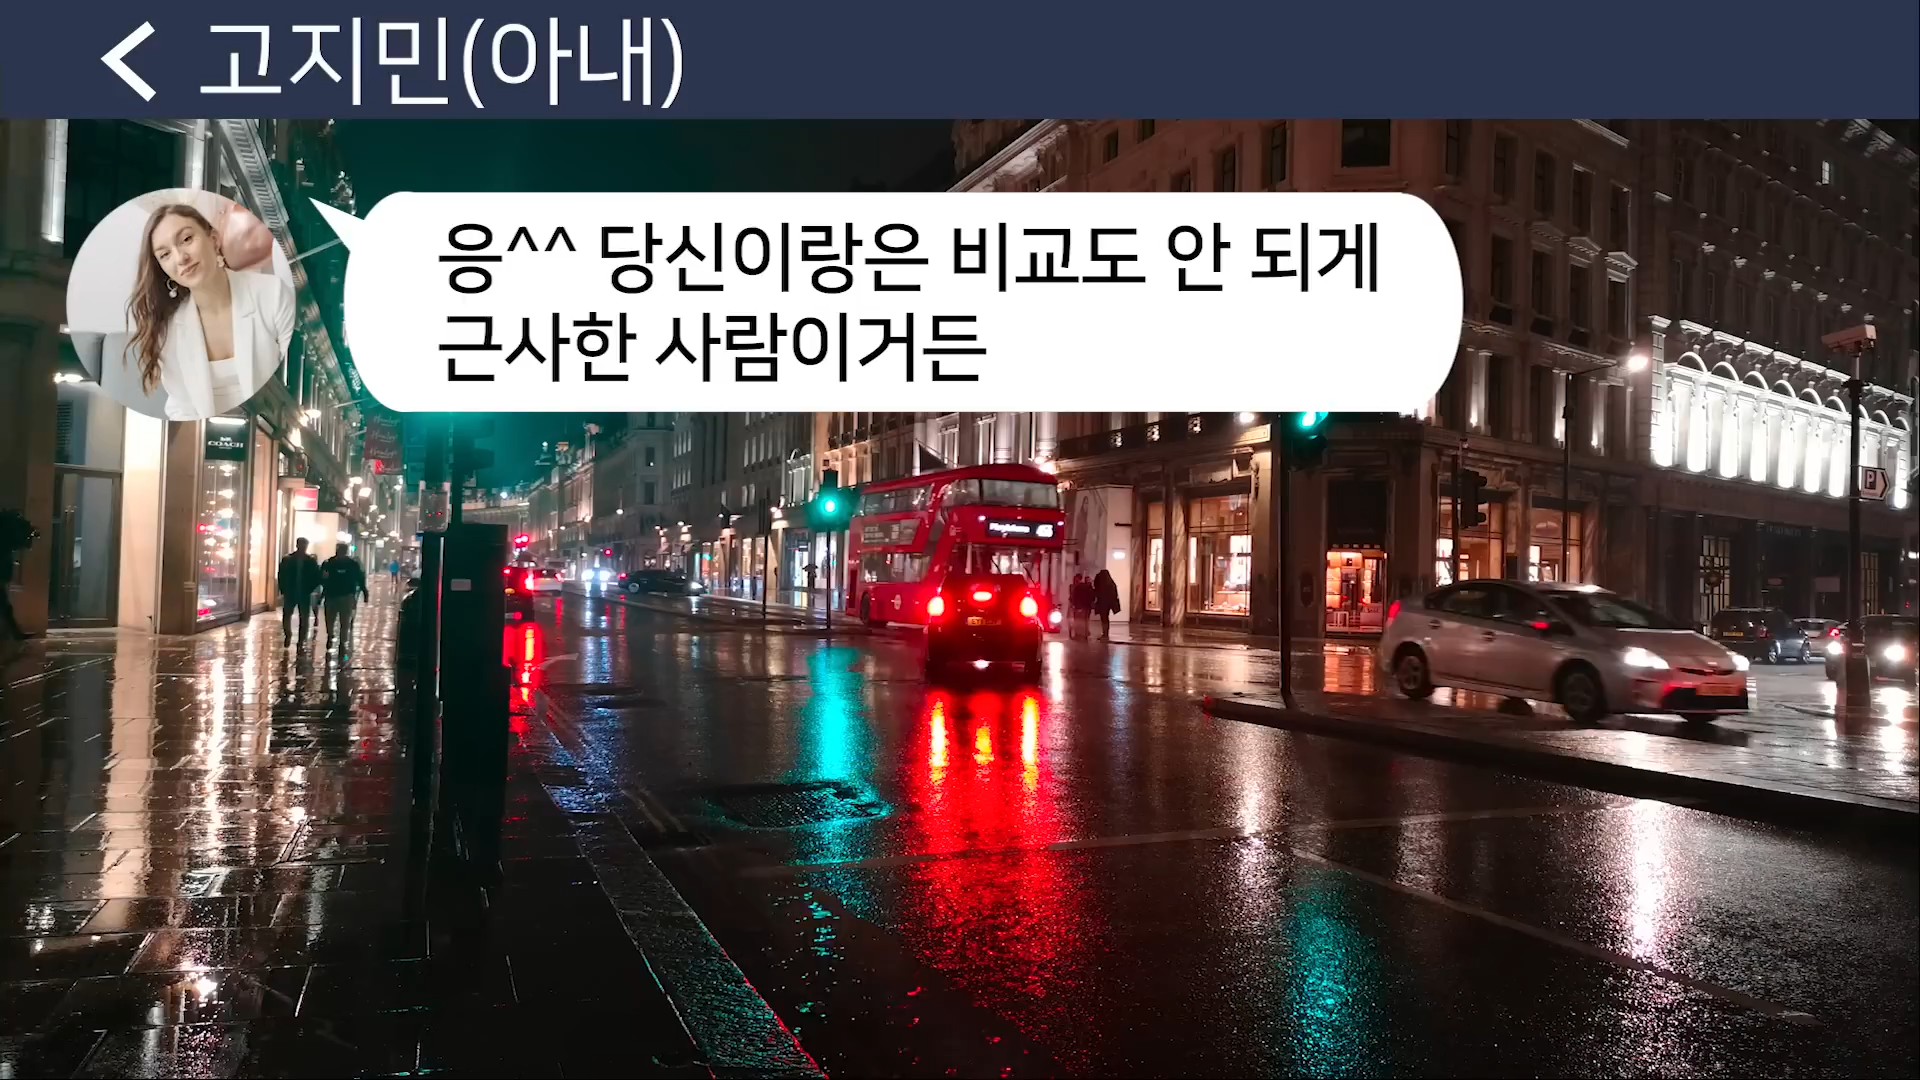 고지민(아내)
응^^ 당신이랑은 비교도 안 되게
근사한 사람이거든
COACH
P